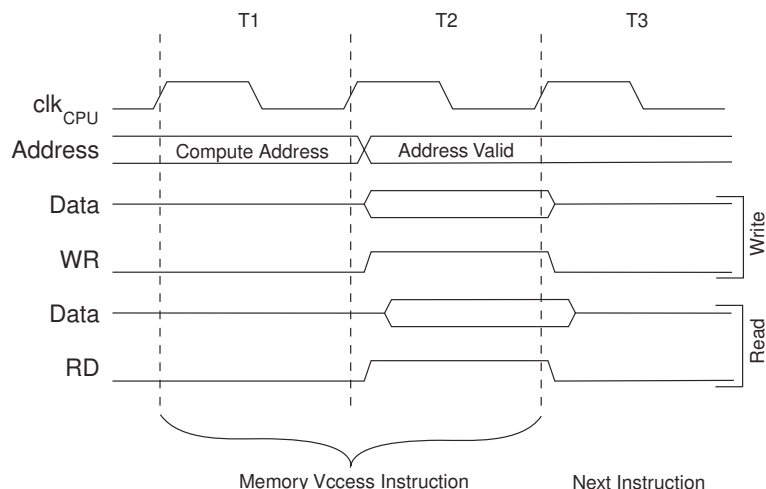 T1 T2 T3
clkCPU
Address Compute Address Address Valid
Data
WR
Write
Data
RD
Read
Memory Vccess Instruction Next Instruction